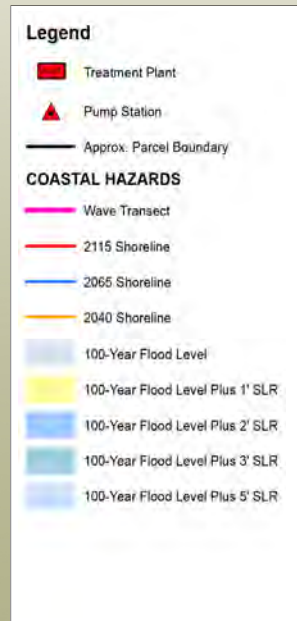 Legend
Treatment Plant
Pump Station
Approx. Parcel Boundary
COASTAL HAZARDS
Wave Transect
2115 Shoreline
2065 Shoreline
2040 Shoreline
100-Year Flood Level
100-Year Flood Level Plus 1' SLR
100-Year Flood Level Plus 2' SLR
100-Year Flood Level Plus 3' SLR
100-Year Flood Level Plus 5' SLR